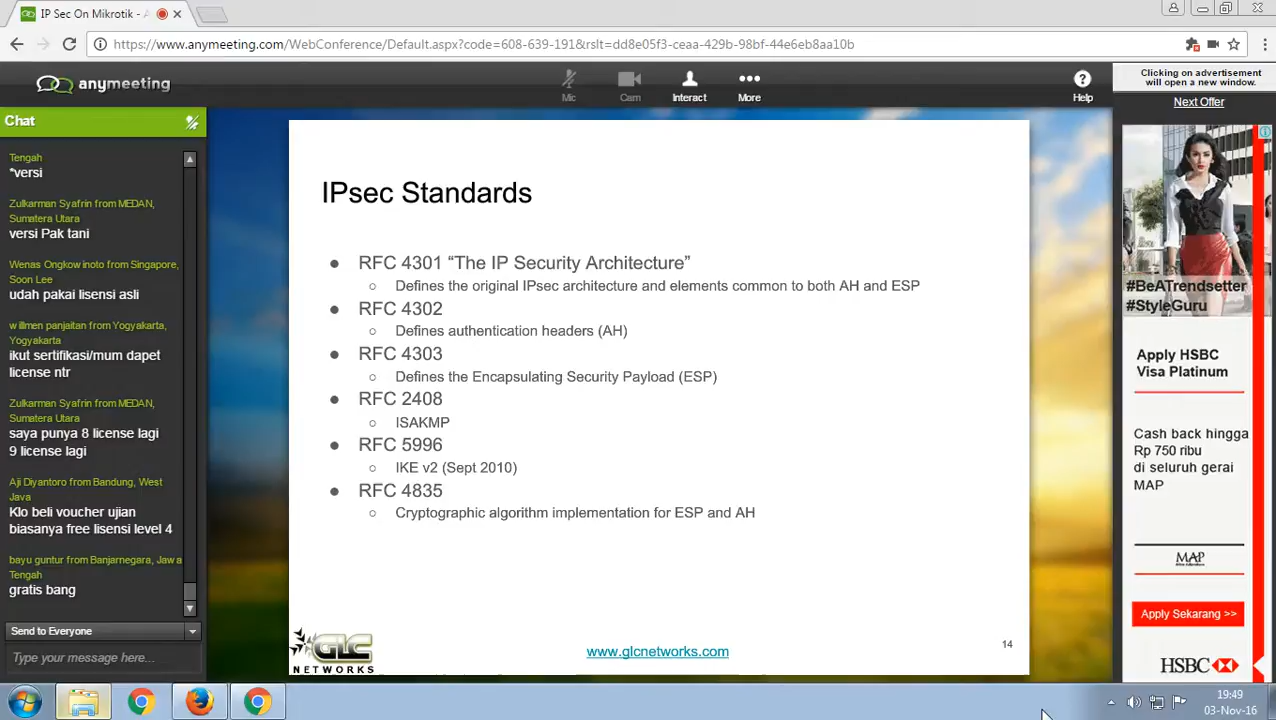 IP Sec On Mikrotik - A
https://www.anymeeting.com/WebConference/Default.aspx?code=608-639-191&rslt=dd8e05f3-ceaa-429b-98bf-44e6eb8aa10b
anymeeting
Mic
Cam
Interact
More
Help
Clicking on advertisement
will open a new window.
Next Offer
Chat
Tengah
*versi
Zulkarman Syafrin from MEDAN,
Sumatera Utara
versi Pak tani
Wenas Ongkow inoto from Singapore,
Soon Lee
udah pakai lisensi asli
w illmen panjaitan from Yogyakarta,
Yogyakarta
ikut sertifikasi/mum dapet
license ntr
Zulkarman Syafrin from MEDAN,
Sumatera Utara
saya punya 8 license lagi
9 license lagi
Aji Diyantoro from Bandung, West
Java
Klo beli voucher ujian
biasanya free lisensi level 4
bayu guntur from Banjarnegara, Jaw a
Tengah
gratis bang
Send to Everyone
Type your message here...
IPsec Standards
● RFC 4301 “The IP Security Architecture”
○ Defines the original IPsec architecture and elements common to both AH and ESP
● RFC 4302
○ Defines authentication headers (AH)
● RFC 4303
○ Defines the Encapsulating Security Payload (ESP)
● RFC 2408
○ ISAKMP
● RFC 5996
○ IKE v2 (Sept 2010)
● RFC 4835
○ Cryptographic algorithm implementation for ESP and AH
GLC
NETWORKS
www.glcnetworks.com
14
#BeATrendsetter
#StyleGuru
Apply HSBC
Visa Platinum
Cash back hingga
Rp 750 ribu
di seluruh gerai
MAP
MAP
Apply Sekarang >>
HSBC
19:49
03-Nov-16